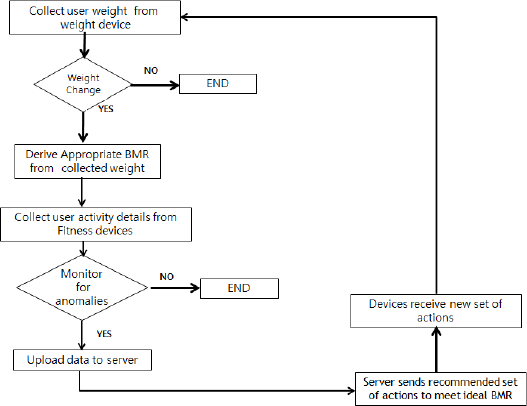 Collect user weight from
weight device
Weight
Change
NO
END
YES
Derive Appropriate BMR
from collected weight
Collect user activity details from
Fitness devices
Monitor
for
anomalies
NO
END
YES
Upload data to server
Server sends recommended set
of actions to meet ideal BMR
Devices receive new set of
actions